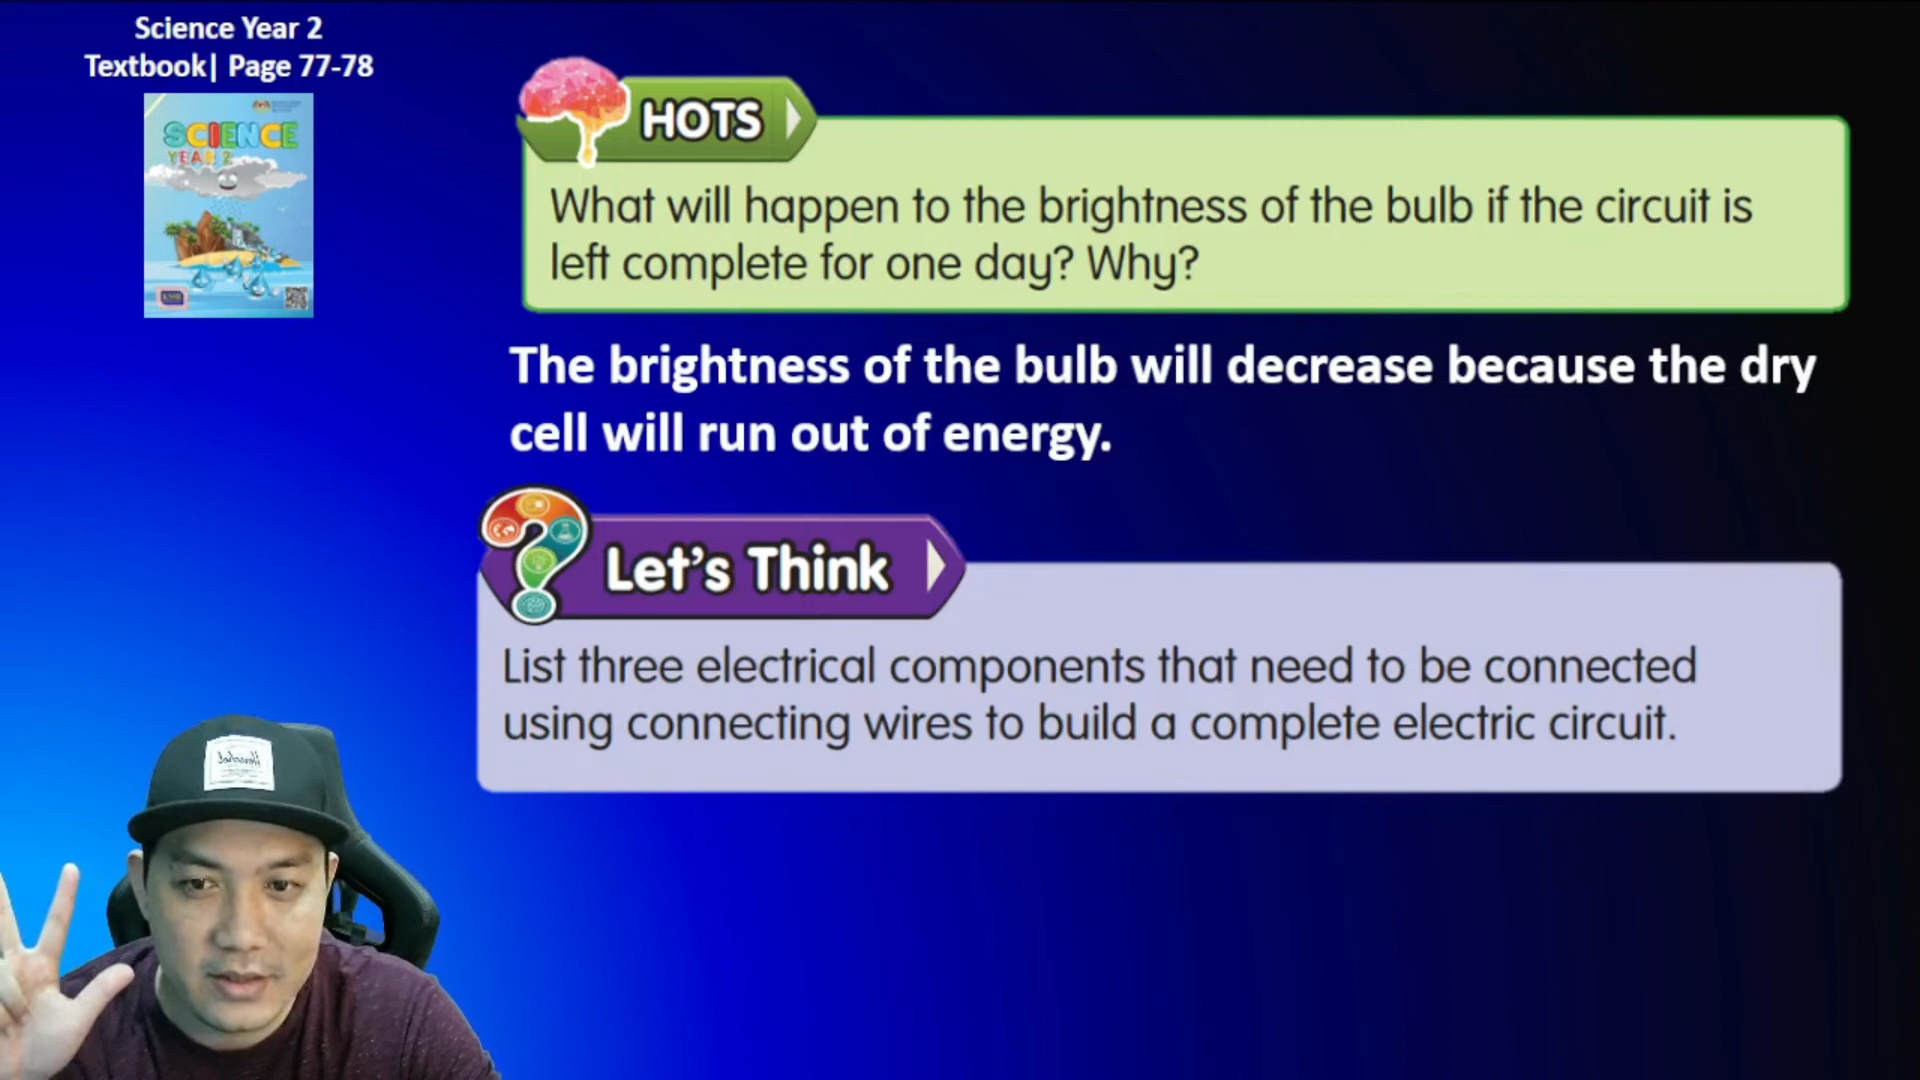 Science Year 2
Textbook| Page 77-78
SCIENCE
YEAR 2
HOTS
What will happen to the brightness of the bulb if the circuit is
left complete for one day? Why?
The brightness of the bulb will decrease because the dry
cell will run out of energy.
Let's Think
List three electrical components that need to be connected
using connecting wires to build a complete electric circuit.